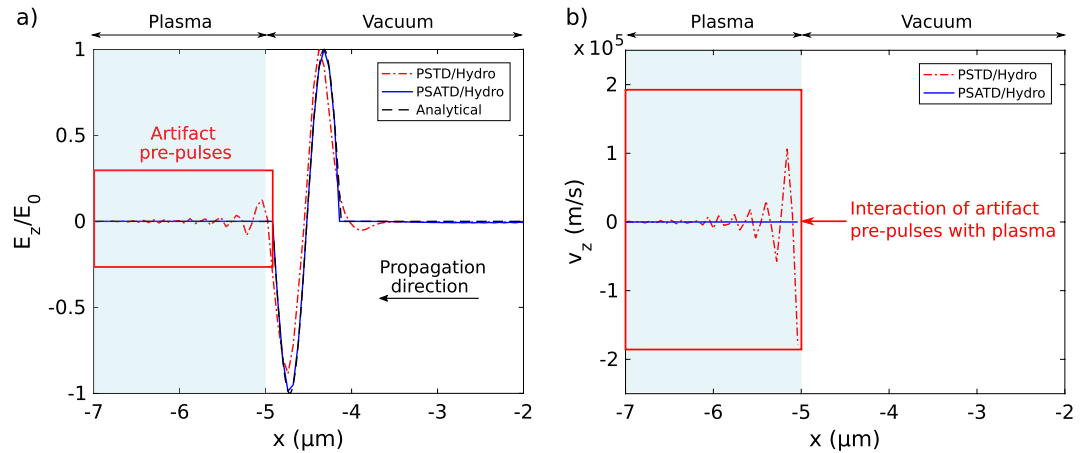 a)
Plasma
Vacuum
1
0.5
0
-0.5
-1
E_z/E_0
PSTD/Hydro
PSATD/Hydro
Analytical
Artifact
pre-pulses
Propagation
direction
-7
-6
-5
-4
-3
-2
x (μm)
b)
Plasma
Vacuum
x 10^5
2
1
0
-1
-2
v_z (m/s)
PSTD/Hydro
PSATD/Hydro
Interaction of artifact
pre-pulses with plasma
-7
-6
-5
-4
-3
-2
x (μm)